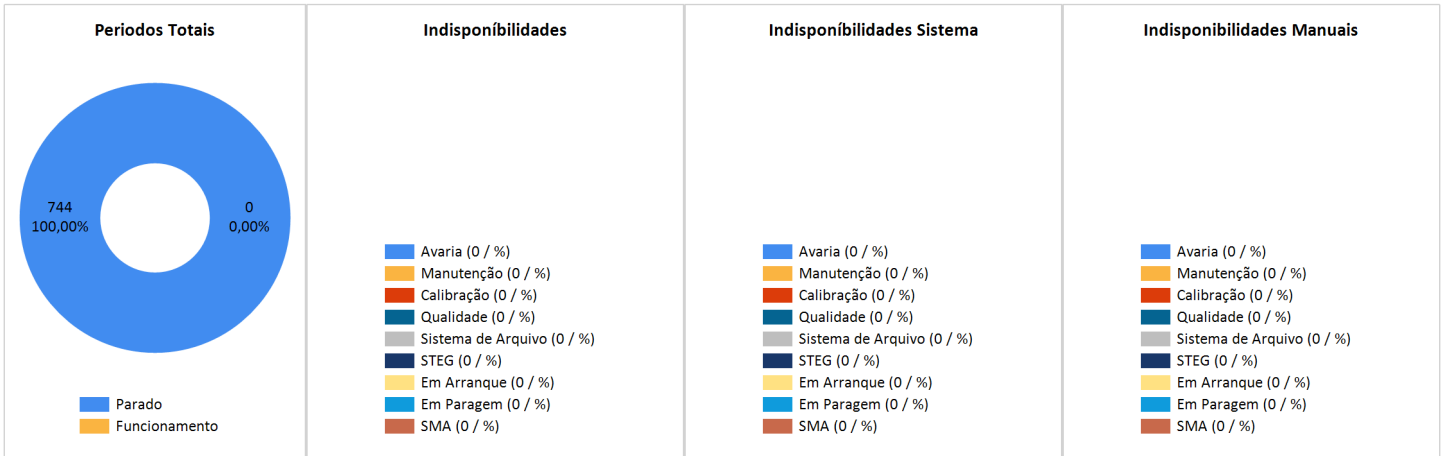 Periodos Totais
744
100,00%
0
0,00%
Parado
Funcionamento
Indisponíbilidades
Avaria (0 / %)
Manutenção (0 / %)
Calibração (0 / %)
Qualidade (0 / %)
Sistema de Arquivo (0 / %)
STEG (0 / %)
Em Arranque (0 / %)
Em Paragem (0 / %)
SMA (0 / %)
Indisponíbilidades Sistema
Avaria (0 / %)
Manutenção (0 / %)
Calibração (0 / %)
Qualidade (0 / %)
Sistema de Arquivo (0 / %)
STEG (0 / %)
Em Arranque (0 / %)
Em Paragem (0 / %)
SMA (0 / %)
Indisponíbilidades Manuais
Avaria (0 / %)
Manutenção (0 / %)
Calibração (0 / %)
Qualidade (0 / %)
Sistema de Arquivo (0 / %)
STEG (0 / %)
Em Arranque (0 / %)
Em Paragem (0 / %)
SMA (0 / %)